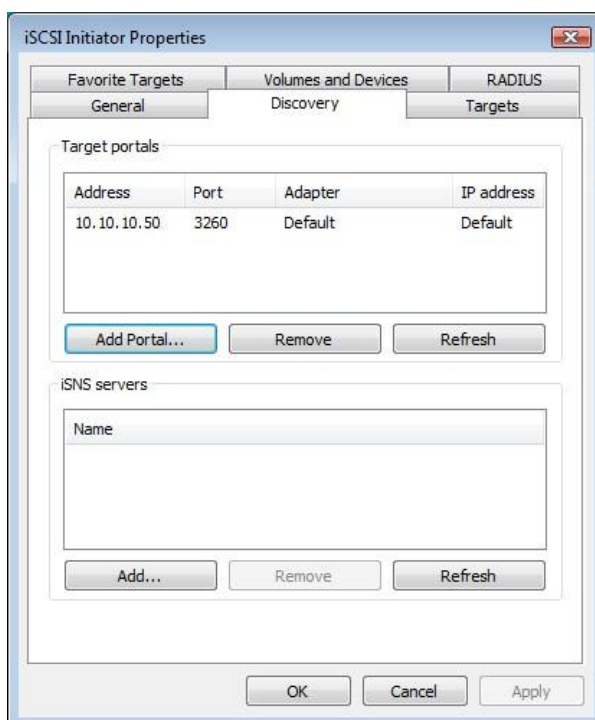 iSCSI Initiator Properties
Favorite Targets Volumes and Devices RADIUS
General Discovery Targets
Target portals
Address Port Adapter IP address
10.10.10.50 3260 Default Default
Add Portal... Remove Refresh
iSNS servers
Name
Add... Remove Refresh
OK Cancel Apply